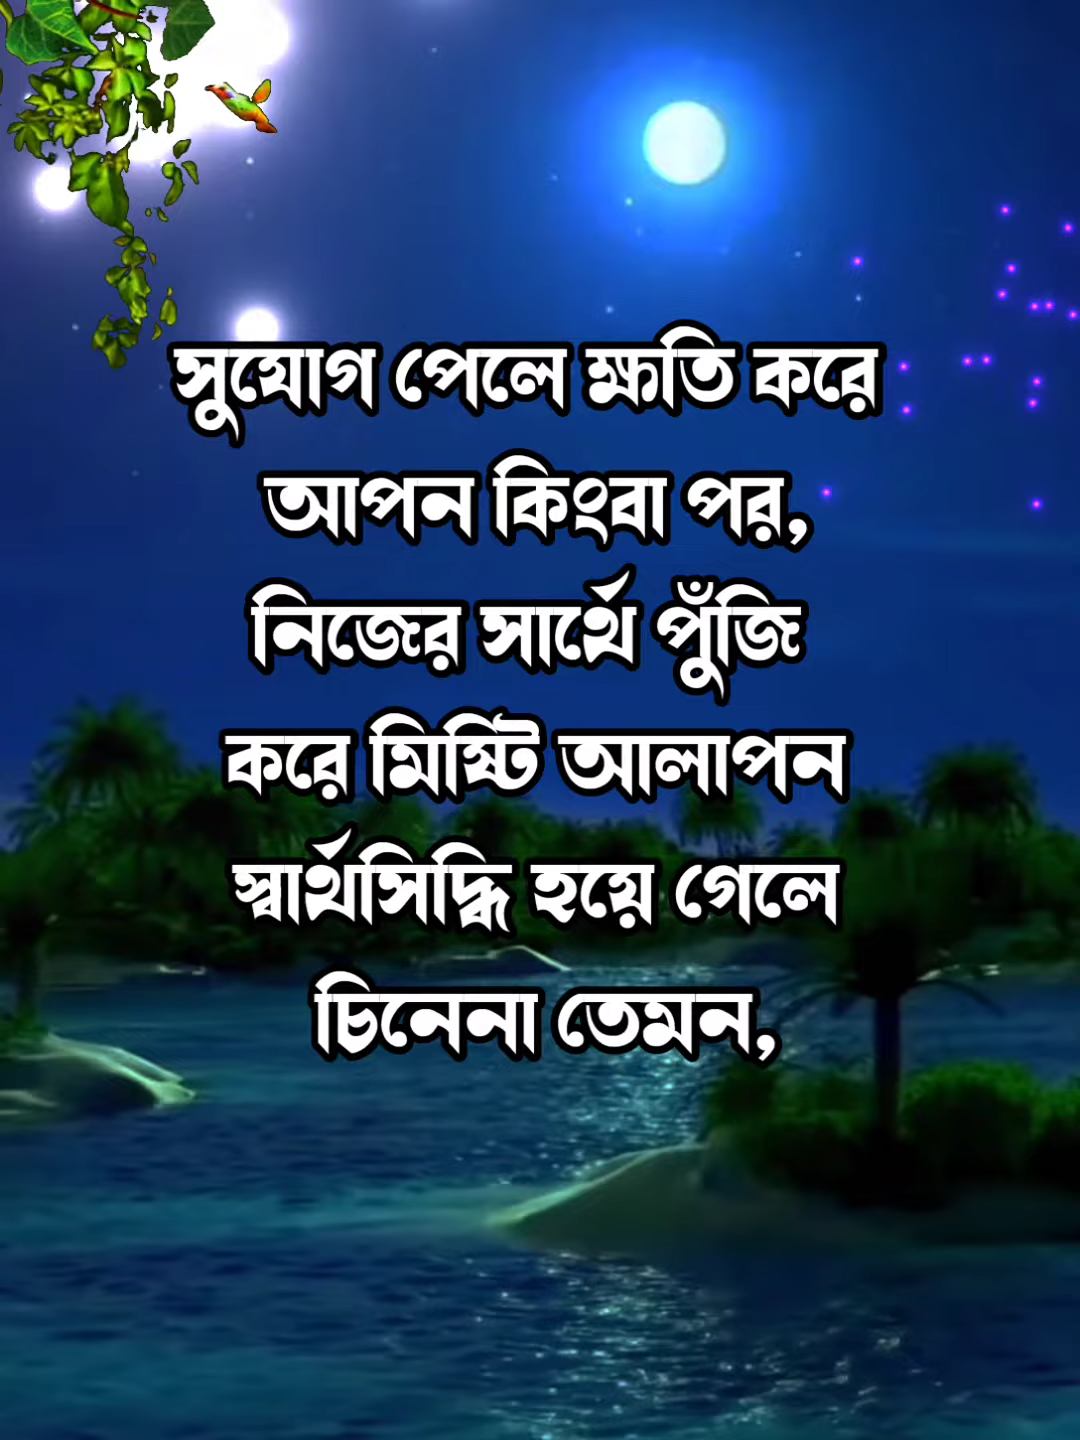 সুযোগ পেলে ক্ষতি করে
আপন কিংবা পর,
নিজের সার্থে পুঁজি
করে মিষ্টি আলাপন
স্বার্থসিদ্ধি হয়ে গেলে
চিনেনা তেমন,